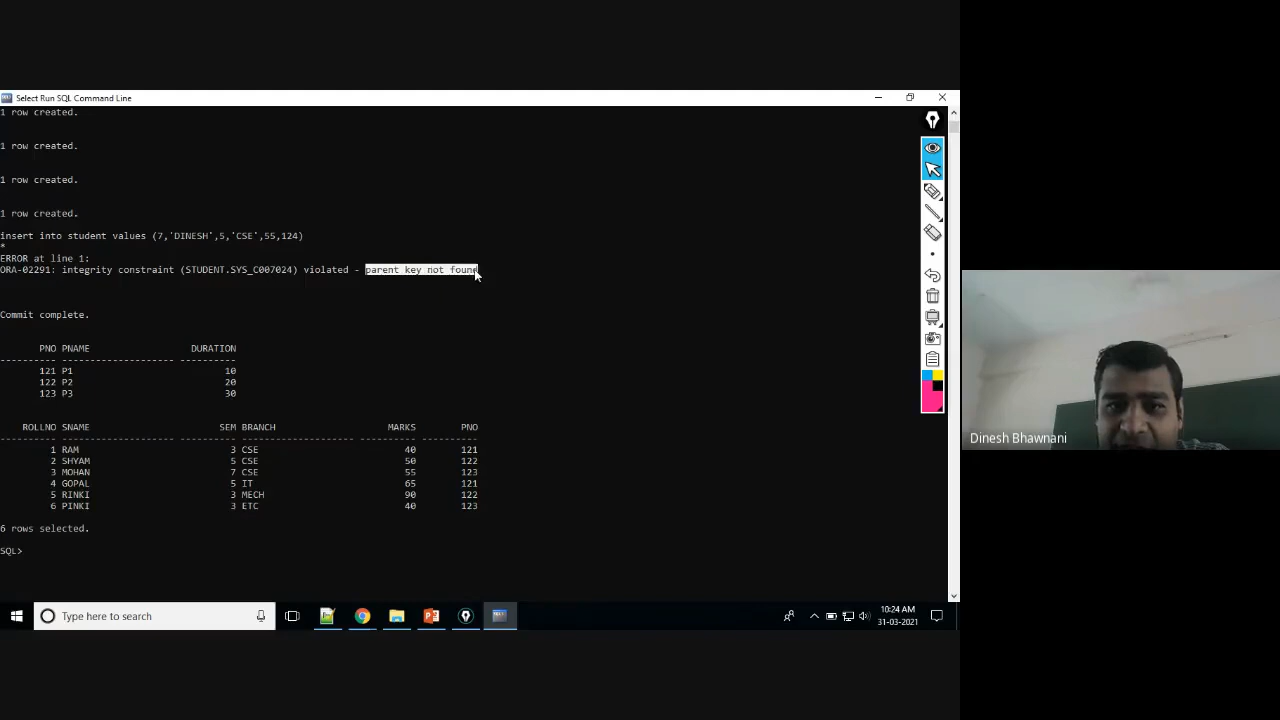 Select Run SQL Command Line
1 row created.
1 row created.
1 row created.
1 row created.
insert into student values (7,'DINESH',5,'CSE',55,124)
*
ERROR at line 1:
ORA-02291: integrity constraint (STUDENT.SYS_C007024) violated - parent key not found
Commit complete.
PNO PNAME DURATION
---------- -------------------- ----------
121 P1 10
122 P2 20
123 P3 30
ROLLNO SNAME SEM BRANCH MARKS PNO
---------- -------------------- ---------- -------------------- ---------- ----------
1 RAM 3 CSE 40 121
2 SHYAM 5 CSE 50 122
3 MOHAN 7 CSE 55 123
4 GOPAL 5 IT 65 121
5 RINKI 3 MECH 90 122
6 PINKI 3 ETC 40 123
6 rows selected.
SQL>
Dinesh Bhawnani
Type here to search
10:24 AM
31-03-2021